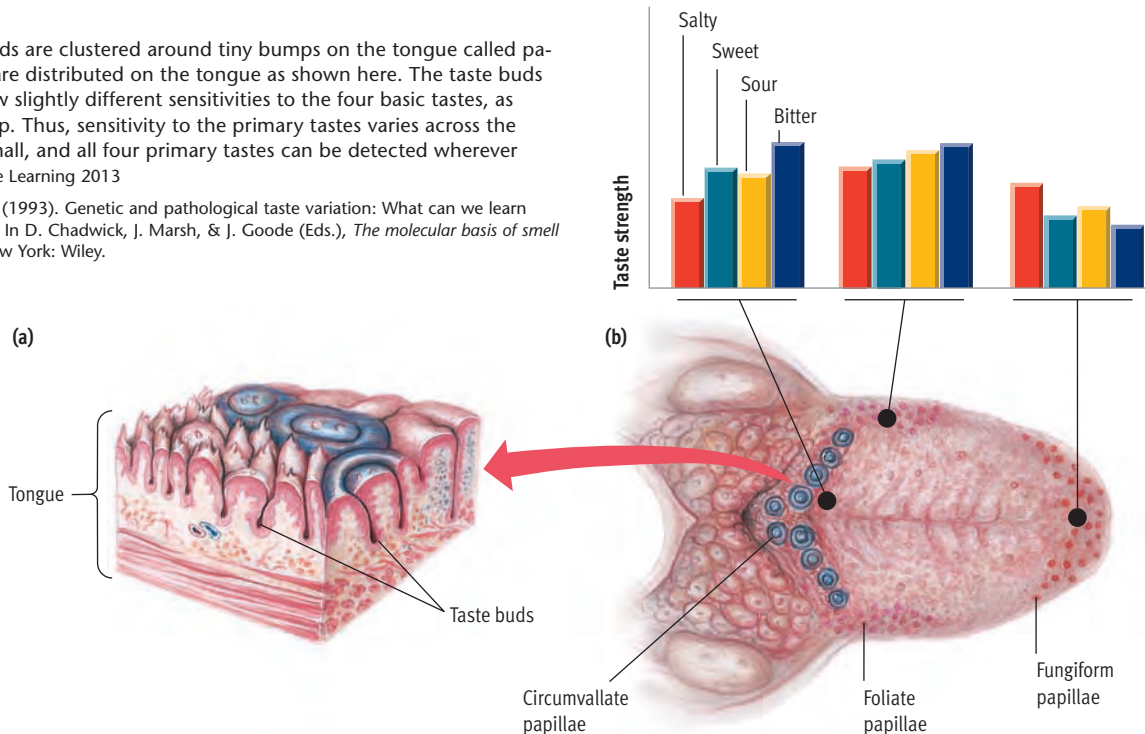 ds are clustered around tiny bumps on the tongue called pa-
are distributed on the tongue as shown here. The taste buds
slightly different sensitivities to the four basic tastes, as
p. Thus, sensitivity to the primary tastes varies across the
all, and all four primary tastes can be detected wherever
e Learning 2013
(1993). Genetic and pathological taste variation: What can we learn
In D. Chadwick, J. Marsh, & J. Goode (Eds.), The molecular basis of smell
w York: Wiley.
Salty
Sweet
Sour
Bitter
Taste strength
(a)
Tongue
Taste buds
(b)
Circumvallate
papillae
Foliate
papillae
Fungiform
papillae